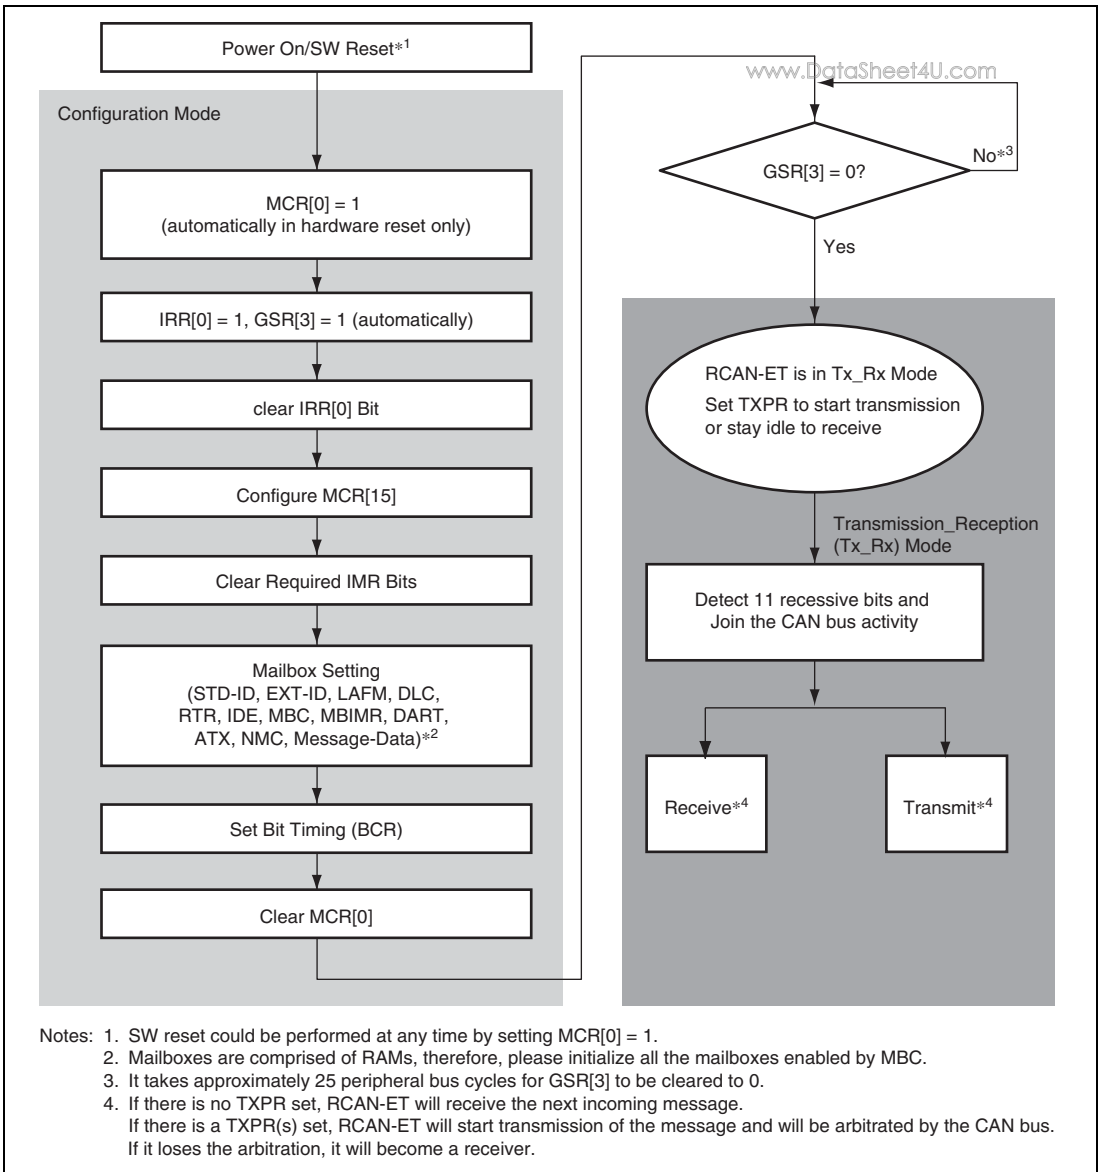 Power On/SW Reset*1
Configuration Mode
MCR[0] = 1
(automatically in hardware reset only)
IRR[0] = 1, GSR[3] = 1 (automatically)
clear IRR[0] Bit
Configure MCR[15]
Clear Required IMR Bits
Mailbox Setting
(STD-ID, EXT-ID, LAFM, DLC,
RTR, IDE, MBC, MBIMR, DART,
ATX, NMC, Message-Data)*2
Set Bit Timing (BCR)
Clear MCR[0]
www.DataSheet4U.com
GSR[3] = 0?
No*3
Yes
RCAN-ET is in Tx_Rx Mode
Set TXPR to start transmission
or stay idle to receive
Transmission_Reception
(Tx_Rx) Mode
Detect 11 recessive bits and
Join the CAN bus activity
Receive*4
Transmit*4
Notes: 1. SW reset could be performed at any time by setting MCR[0] = 1.
2. Mailboxes are comprised of RAMs, therefore, please initialize all the mailboxes enabled by MBC.
3. It takes approximately 25 peripheral bus cycles for GSR[3] to be cleared to 0.
4. If there is no TXPR set, RCAN-ET will receive the next incoming message.
If there is a TXPR(s) set, RCAN-ET will start transmission of the message and will be arbitrated by the CAN bus.
If it loses the arbitration, it will become a receiver.